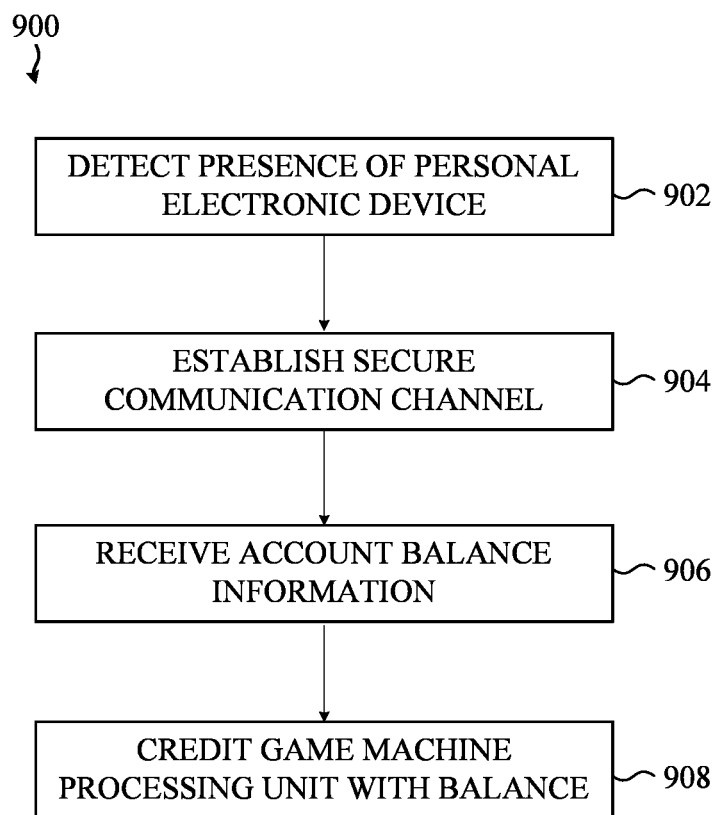 900
DETECT PRESENCE OF PERSONAL
ELECTRONIC DEVICE
902
ESTABLISH SECURE
COMMUNICATION CHANNEL
904
RECEIVE ACCOUNT BALANCE
INFORMATION
906
CREDIT GAME MACHINE
PROCESSING UNIT WITH BALANCE
908